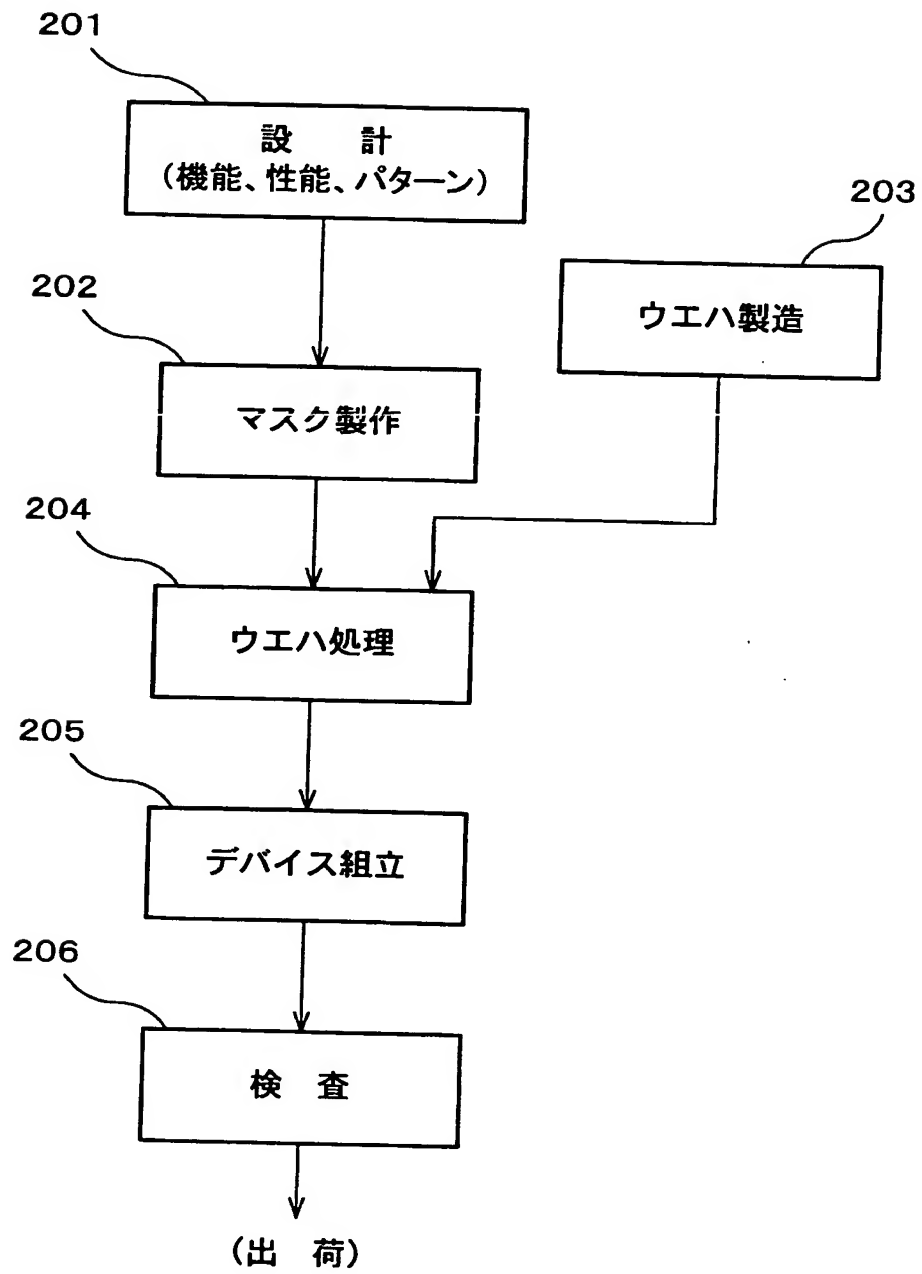 201
設　計
(機能、性能、パターン)
203
ウエハ製造
202
マスク製作
204
ウエハ処理
205
デバイス組立
206
検　査
(出　荷)